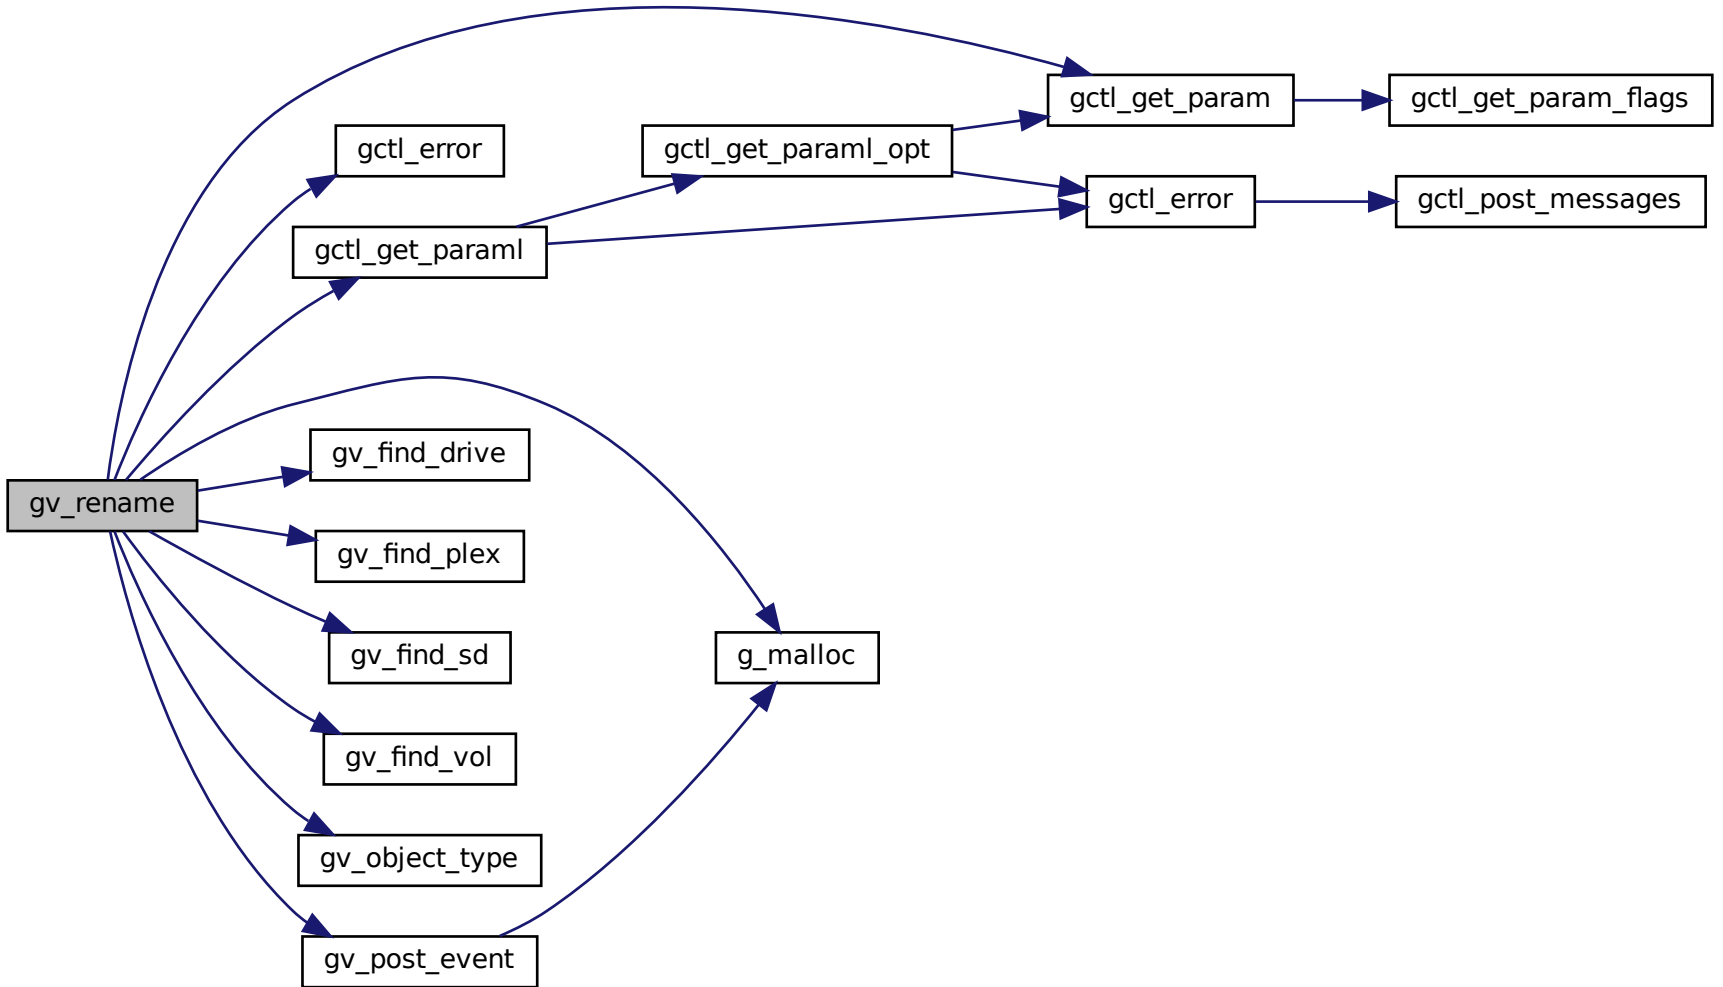 gctl_get_param
gctl_get_param_flags
gctl_error
gctl_get_paraml_opt
gctl_error
gctl_post_messages
gctl_get_paraml
gv_find_drive
gv_rename
gv_find_plex
gv_find_sd
g_malloc
gv_find_vol
gv_object_type
gv_post_event